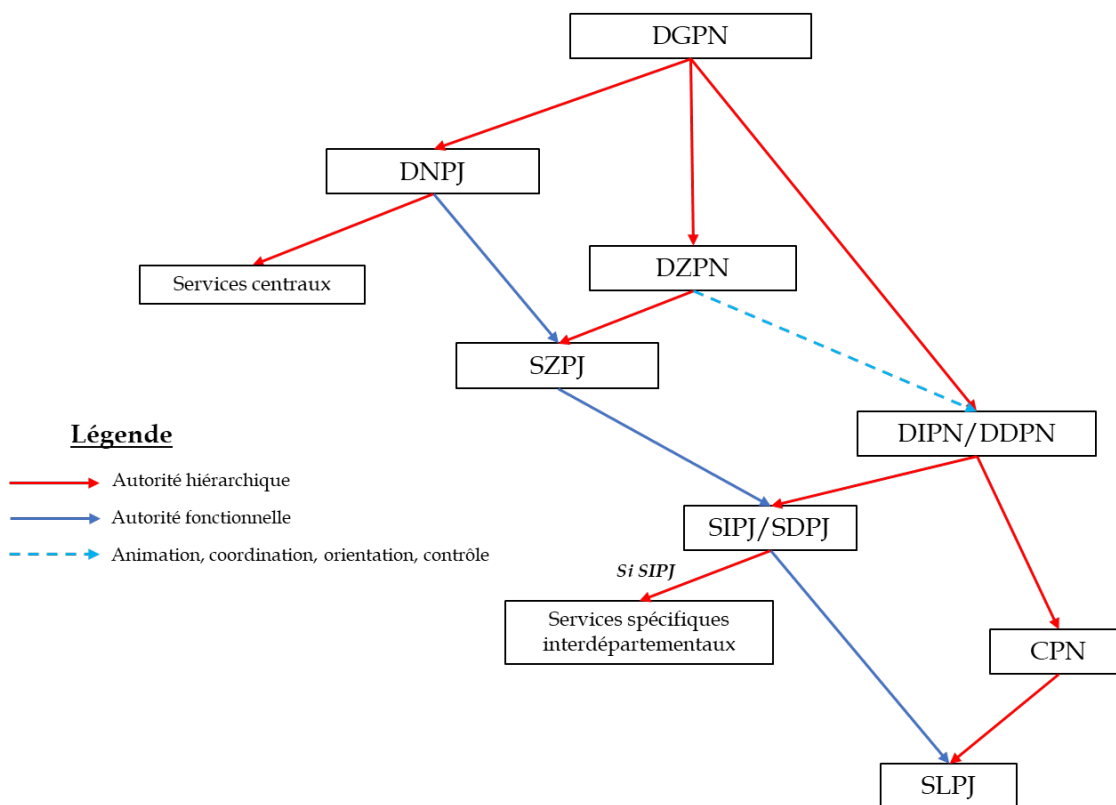 DGPN
DNPJ
DZPN
Services centraux
SZPJ
DIPN/DDPN
Légende
Autorité hiérarchique
Autorité fonctionnelle
Animation, coordination, orientation, contrôle
SIPJ/SDPJ
Si SIPJ
Services spécifiques
interdépartementaux
CPN
SLPJ